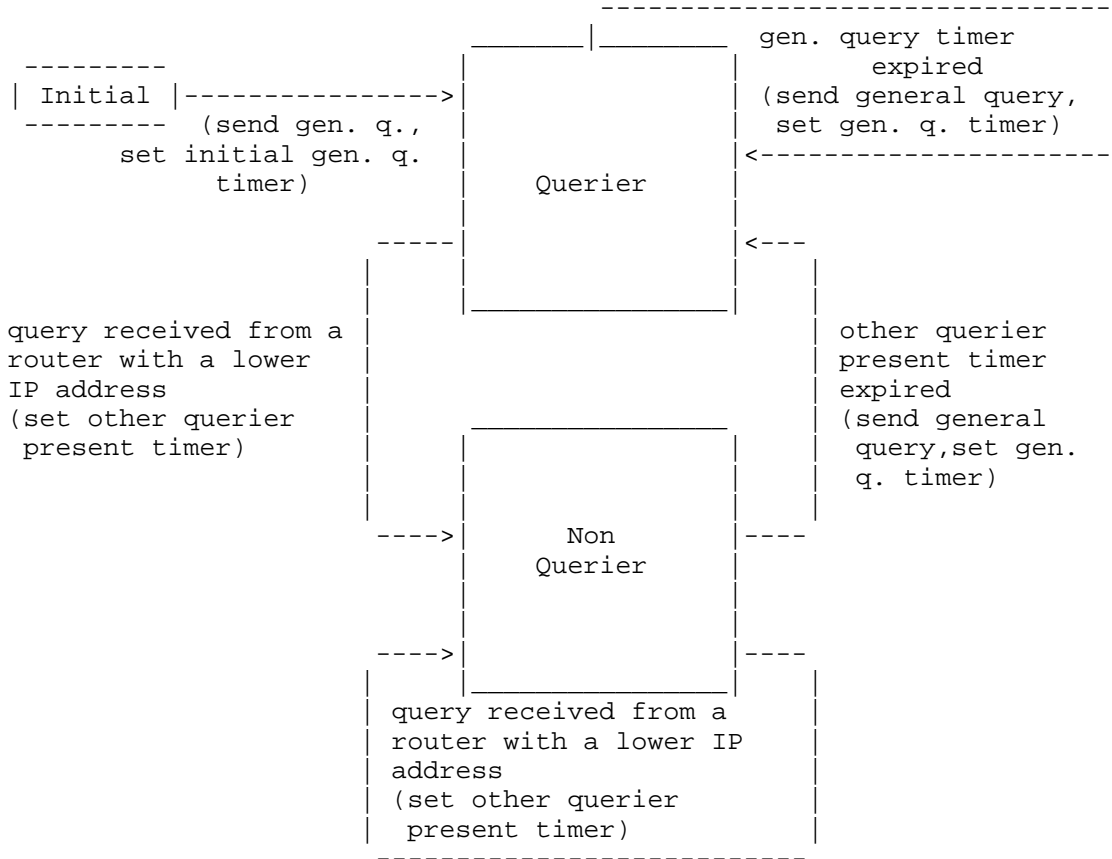 gen. query timer
expired
(send general query,
set gen. q. timer)
Initial
(send gen. q.,
set initial gen. q.
timer)
Querier
query received from a
router with a lower
IP address
(set other querier
present timer)
other querier
present timer
expired
(send general
query,set gen.
q. timer)
Non
Querier
query received from a
router with a lower IP
address
(set other querier
present timer)